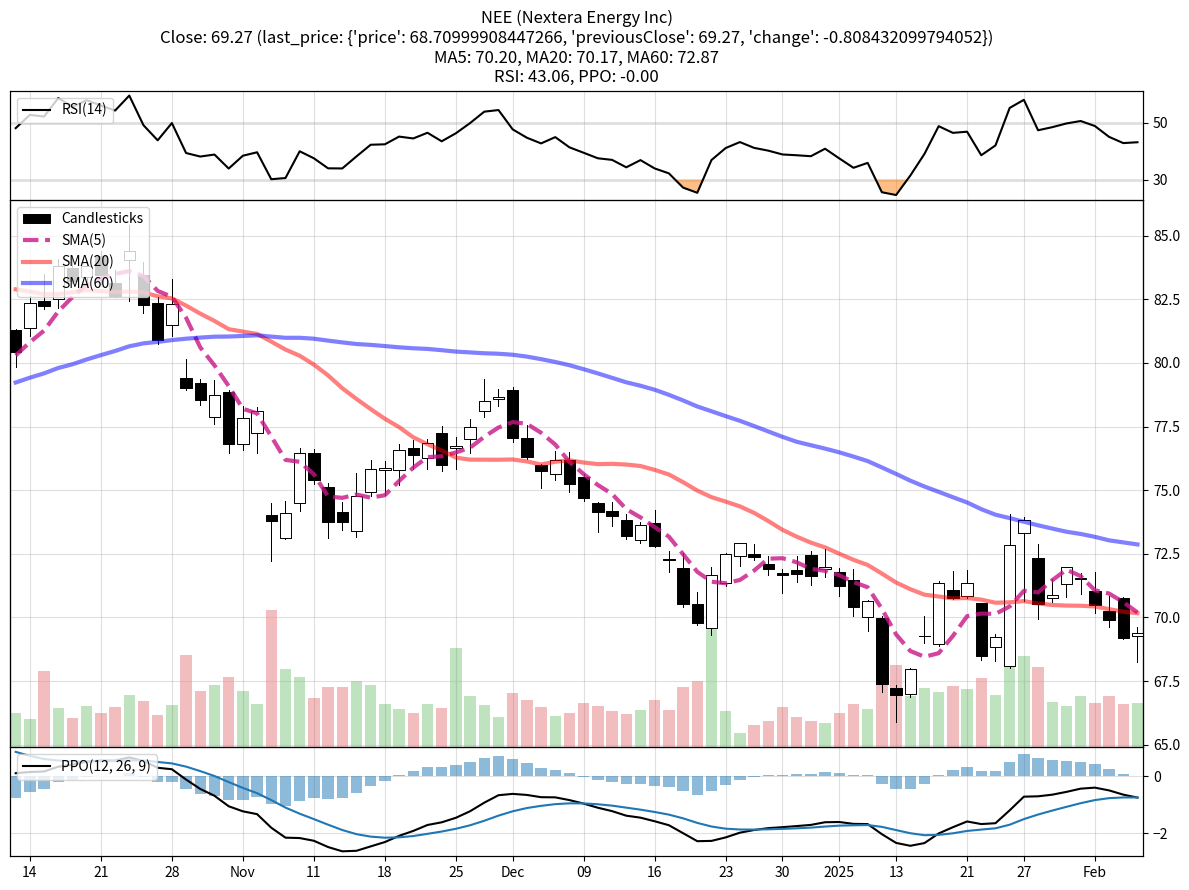 NEE (Nextera Energy Inc)
Close: 69.27 (last_price: {'price': 68.70999908447266, 'previousClose': 69.27, 'change': -0.808432099794052})
MA5: 70.20, MA20: 70.17, MA60: 72.87
RSI: 43.06, PPO: -0.00
RSI(14)
50
30
Candlesticks
SMA(5)
SMA(20)
SMA(60)
85.0
82.5
80.0
77.5
75.0
72.5
70.0
67.5
65.0
PPO(12, 26, 9)
0
−2
14 21 28 Nov 11 18 25 Dec 09 16 23 30 2025 13 21 27 Feb